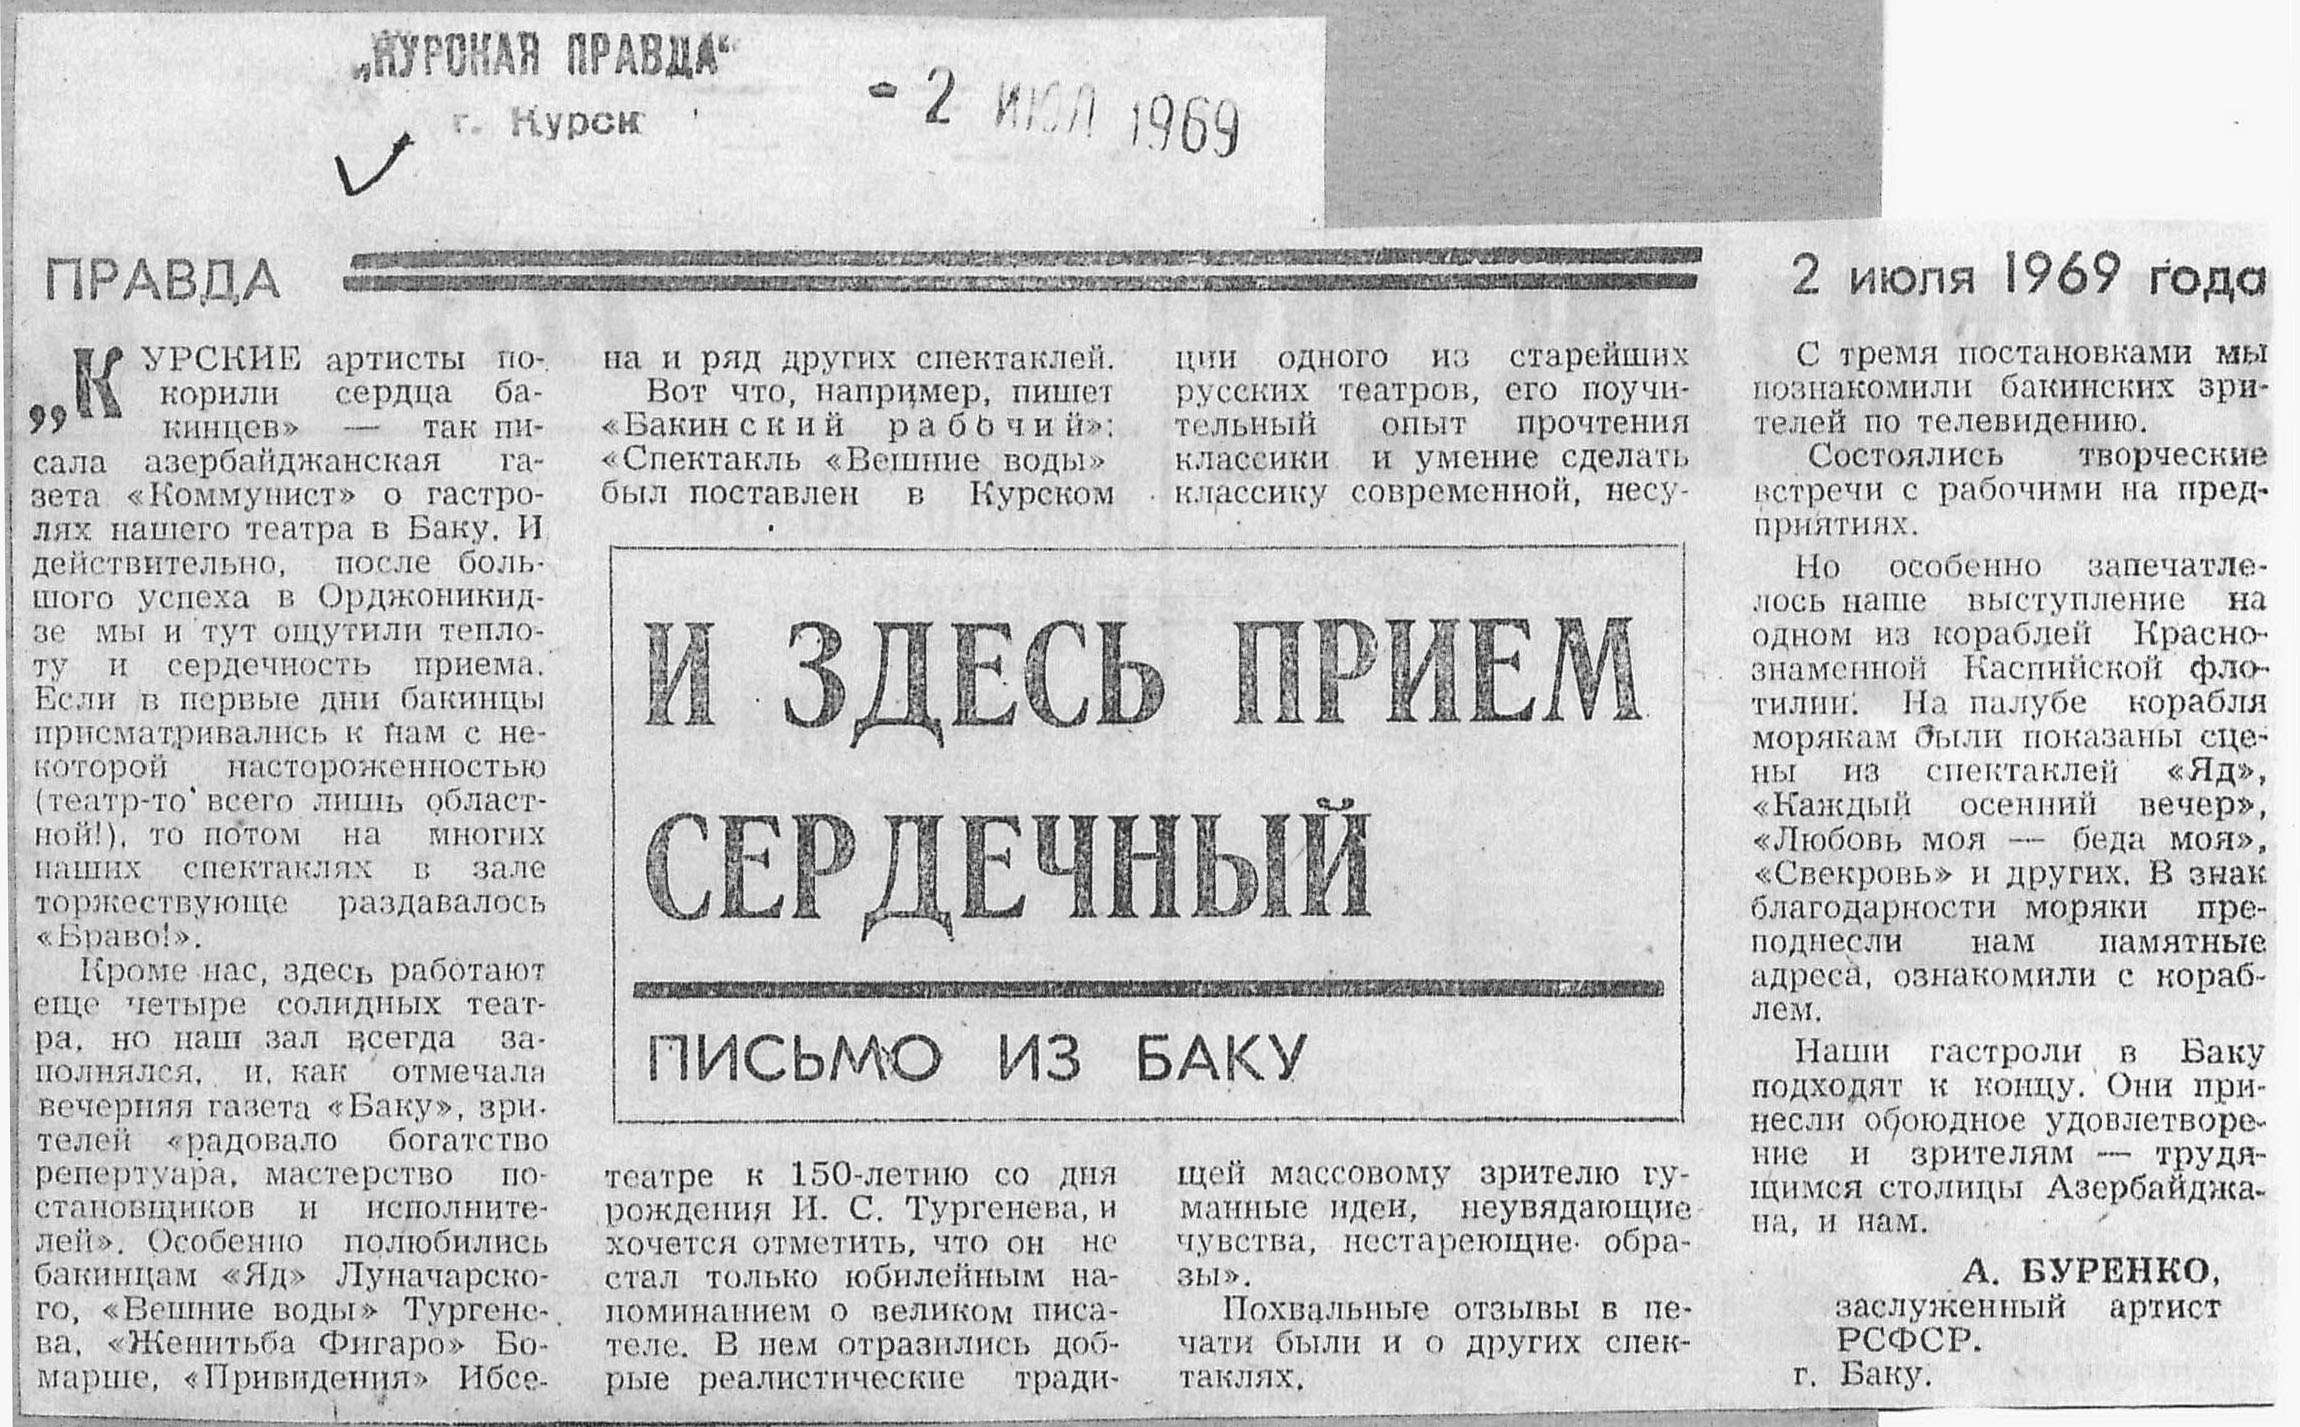 „КУРСКАЯ ПРАВДА“
г. Курск
- 2 ИЮЛ 1969
ПРАВДА
2 июля 1969 года
„КУРСКИЕ артисты по-
корили сердца ба-
кинцев» — так пи-
сала азербайджанская га-
зета «Коммунист» о гастро-
лях нашего театра в Баку. И
действительно, после боль-
шого успеха в Орджоникид-
зе мы и тут ощутили тепло-
ту и сердечность приема.
Если в первые дни бакинцы
присматривались к нам с не-
которой настороженностью
(театр-то всего лишь област-
ной!), то потом на многих
наших спектаклях в зале
торжествующе раздавалось
«Браво!».
Кроме нас, здесь работают
еще четыре солидных теат-
ра, но наш зал всегда за-
полнялся, и, как отмечала
вечерняя газета «Баку», зри-
телей «радовало богатство
репертуара, мастерство по-
становщиков и исполните-
лей». Особенно полюбились
бакинцам «Яд» Луначарско-
го, «Вешние воды» Тургене-
ва, «Женитьба Фигаро» Бо-
марше, «Привидения» Ибсе-
на и ряд других спектаклей.
Вот что, например, пишет
«Бакинский рабочий»:
«Спектакль «Вешние воды»
был поставлен в Курском
И ЗДЕСЬ ПРИЕМ
СЕРДЕЧНЫЙ
ПИСЬМО ИЗ БАКУ
театре к 150-летию со дня
рождения И. С. Тургенева, и
хочется отметить, что он не
стал только юбилейным на-
поминанием о великом писа-
теле. В нем отразились доб-
рые реалистические тради-
ции одного из старейших
русских театров, его поучи-
тельный опыт прочтения
классики и умение сделать
классику современной, несу-
щей массовому зрителю гу-
манные идеи, неувядающие
чувства, нестареющие обра-
зы».
Похвальные отзывы в пе-
чати были и о других спек-
таклях.
С тремя постановками мы
познакомили бакинских зри-
телей по телевидению.
Состоялись творческие
встречи с рабочими на пред-
приятиях.
Но особенно запечатле-
лось наше выступление на
одном из кораблей Красно-
знаменной Каспийской фло-
тилии. На палубе корабля
морякам были показаны сце-
ны из спектаклей «Яд»,
«Каждый осенний вечер»,
«Любовь моя — беда моя»,
«Свекровь» и других. В знак
благодарности моряки пре-
поднесли нам памятные
адреса, ознакомили с кораб-
лем.
Наши гастроли в Баку
подходят к концу. Они при-
несли обоюдное удовлетворе-
ние и зрителям — трудя-
щимся столицы Азербайджа-
на, и нам.
А. БУРЕНКО,
заслуженный артист
РСФСР.
г. Баку.